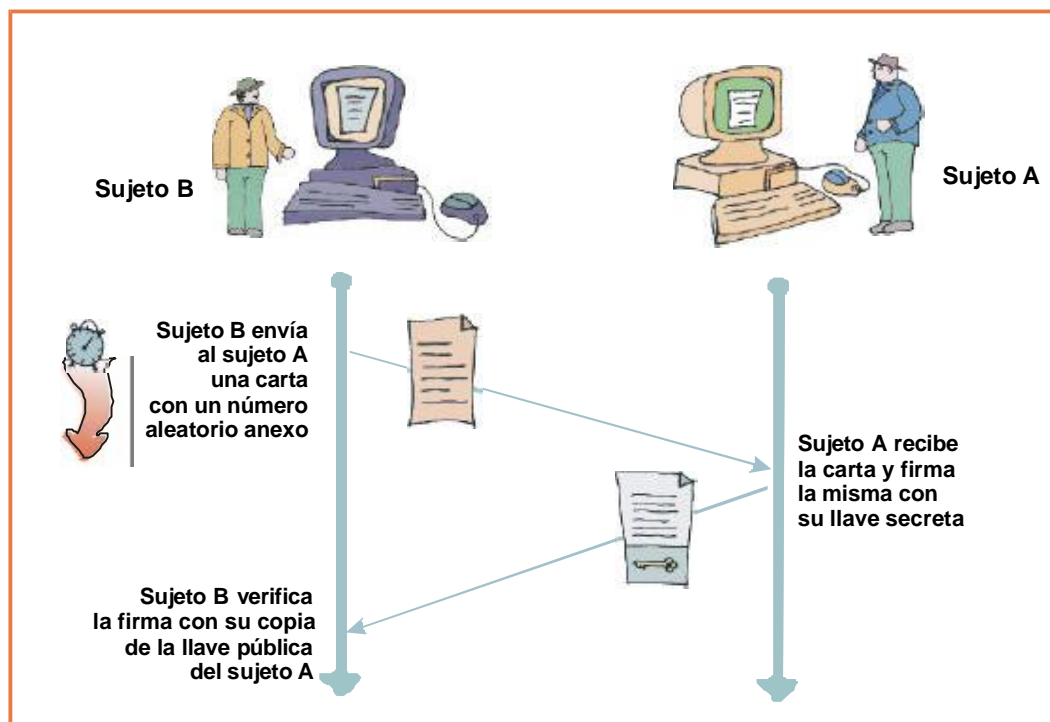 Sujeto B
Sujeto A
Sujeto B envía
al sujeto A
una carta
con un número
aleatorio anexo
Sujeto A recibe
la carta y firma
la misma con
su llave secreta
Sujeto B verifica
la firma con su copia
de la llave pública
del sujeto A